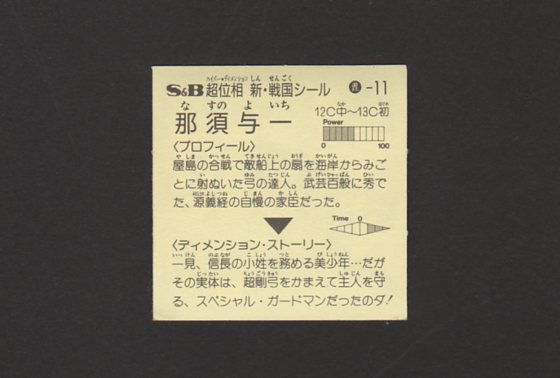 S&B 超位相 新・戦国シール -11
12C中〜13C初
那須与一
Power
0 100
〈プロフィール〉
屋島の合戦で敵船上の扇を海岸からみご
とに射ぬいた弓の達人。武芸百般に秀で
た、源義経の自慢の家臣だった。
Time 0
〈ディメンション・ストーリー〉
一見、信長の小姓を務める美少年…だが
その実体は、超剛弓をかまえて主人を守
る、スペシャル・ガードマンだったのダ!